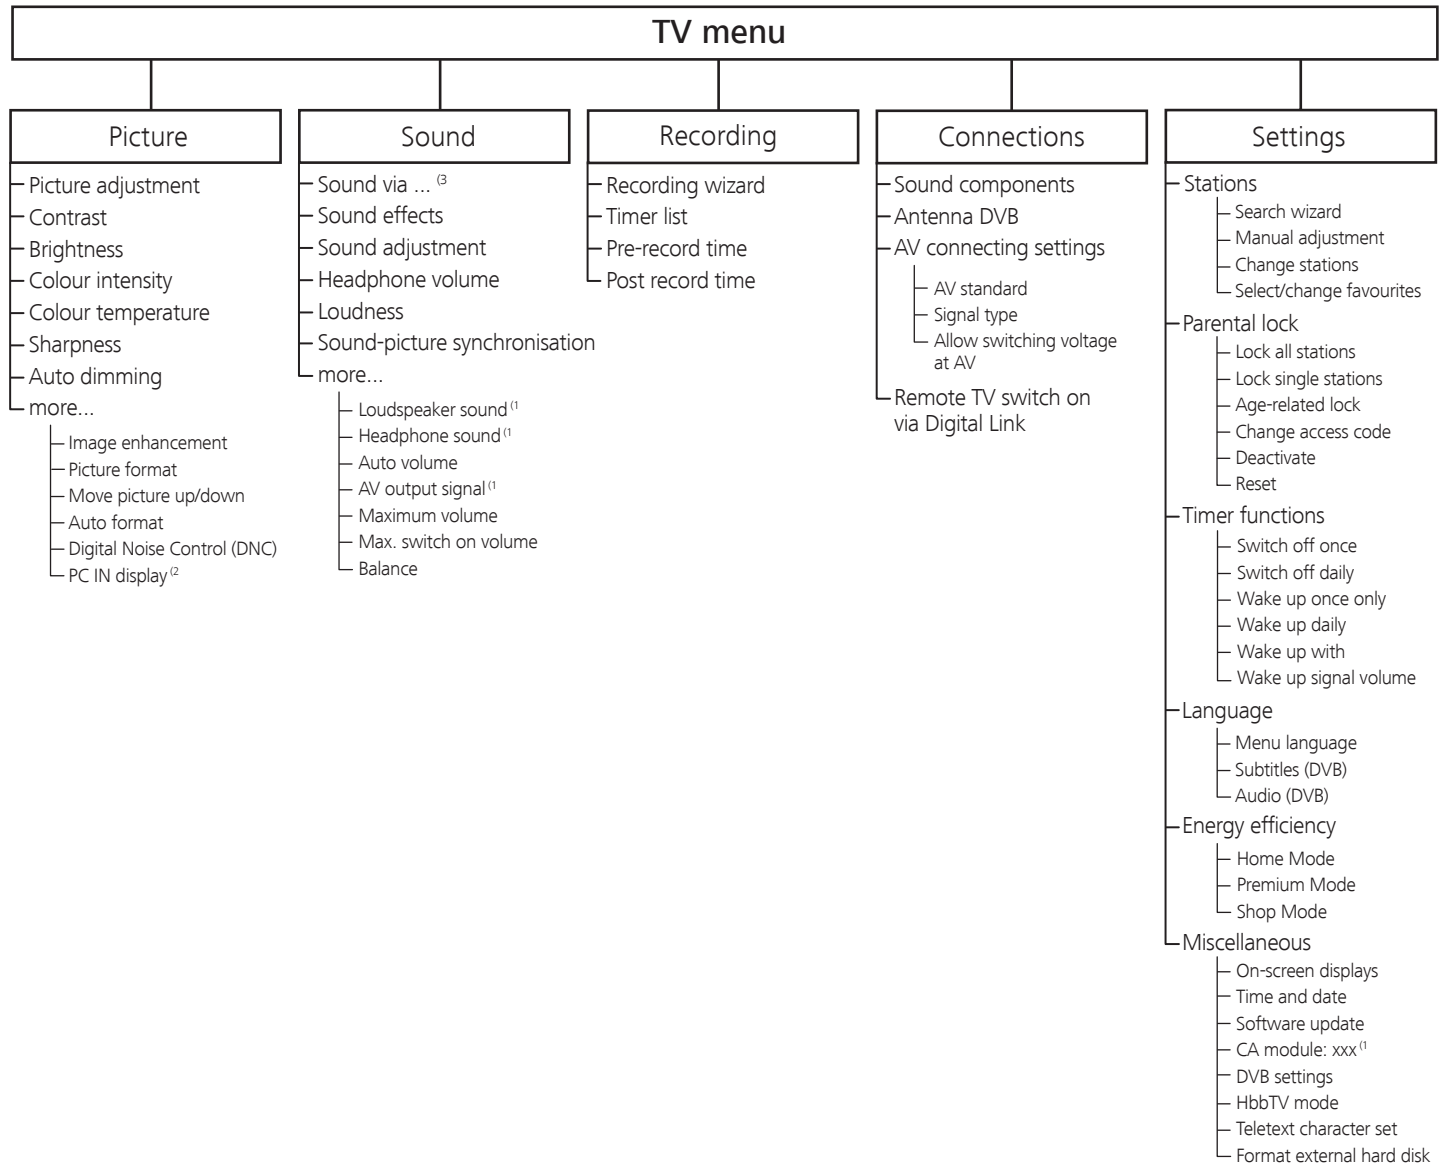 TV menu
Picture
Picture adjustment
Contrast
Brightness
Colour intensity
Colour temperature
Sharpness
Auto dimming
more...
Image enhancement
Picture format
Move picture up/down
Auto format
Digital Noise Control (DNC)
PC IN display (2
Sound
Sound via ... (3
Sound effects
Sound adjustment
Headphone volume
Loudness
Sound-picture synchronisation
more...
Loudspeaker sound (1
Headphone sound (1
Auto volume
AV output signal (1
Maximum volume
Max. switch on volume
Balance
Recording
Recording wizard
Timer list
Pre-record time
Post record time
Connections
Sound components
Antenna DVB
AV connecting settings
AV standard
Signal type
Allow switching voltage
at AV
Remote TV switch on
via Digital Link
Settings
Stations
Search wizard
Manual adjustment
Change stations
Select/change favourites
Parental lock
Lock all stations
Lock single stations
Age-related lock
Change access code
Deactivate
Reset
Timer functions
Switch off once
Switch off daily
Wake up once only
Wake up daily
Wake up with
Wake up signal volume
Language
Menu language
Subtitles (DVB)
Audio (DVB)
Energy efficiency
Home Mode
Premium Mode
Shop Mode
Miscellaneous
On-screen displays
Time and date
Software update
CA module: xxx (1
DVB settings
HbbTV mode
Teletext character set
Format external hard disk